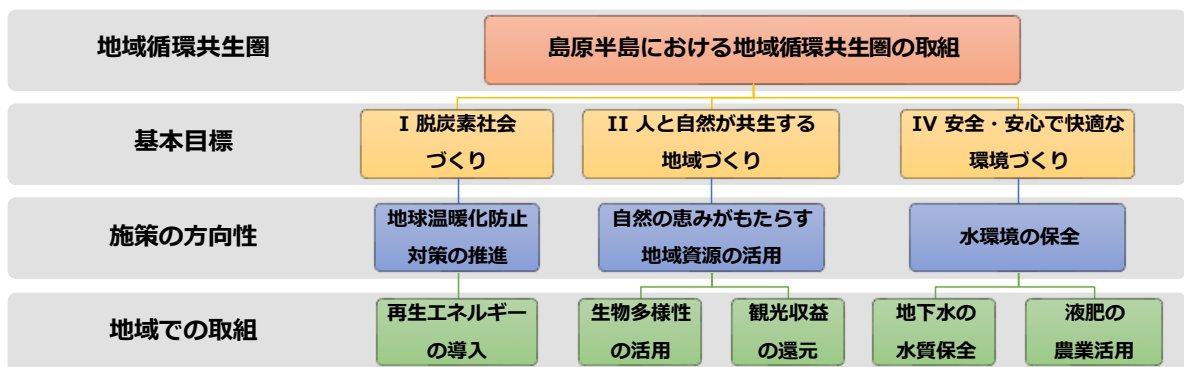 地域循環共生圏
島原半島における地域循環共生圏の取組
基本目標
I 脱炭素社会
づくり
II 人と自然が共生する
地域づくり
IV 安全・安心で快適な
環境づくり
施策の方向性
地球温暖化防止
対策の推進
自然の恵みがもたらす
地域資源の活用
水環境の保全
地域での取組
再生エネルギー
の導入
生物多様性
の活用
観光収益
の還元
地下水の
水質保全
液肥の
農業活用